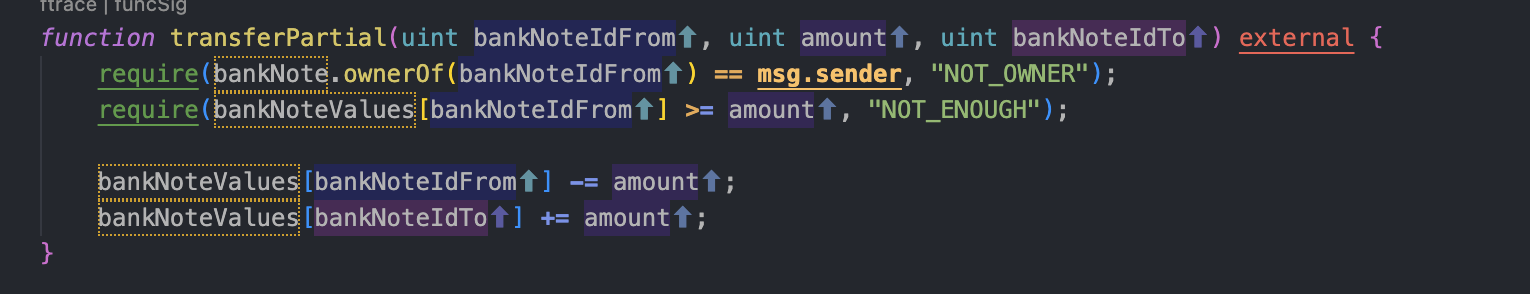 ftrace | funcSig
function transferPartial(uint bankNoteIdFrom⬆, uint amount⬆, uint bankNoteIdTo⬆) external {
require(bankNote.ownerOf(bankNoteIdFrom⬆) == msg.sender, "NOT_OWNER");
require(bankNoteValues[bankNoteIdFrom⬆] >= amount⬆, "NOT_ENOUGH");
bankNoteValues[bankNoteIdFrom⬆] -= amount⬆;
bankNoteValues[bankNoteIdTo⬆] += amount⬆;
}